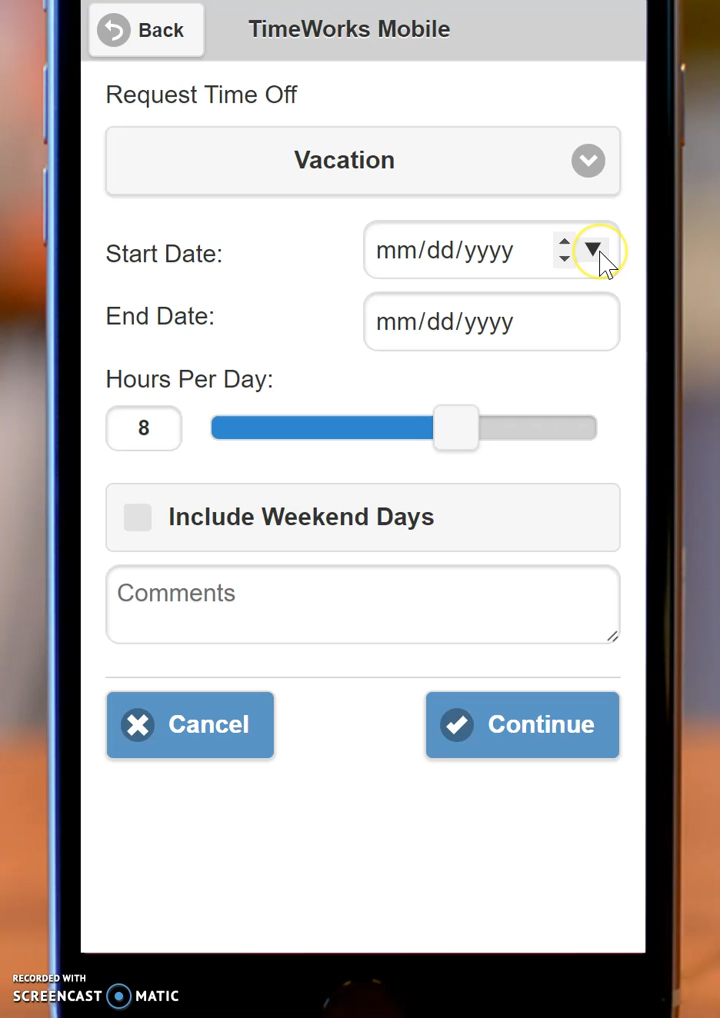 Back
TimeWorks Mobile
Request Time Off
Vacation
Start Date:
mm/dd/yyyy
End Date:
mm/dd/yyyy
Hours Per Day:
8
Include Weekend Days
Comments
Cancel
Continue
RECORDED WITH
SCREENCAST MATIC